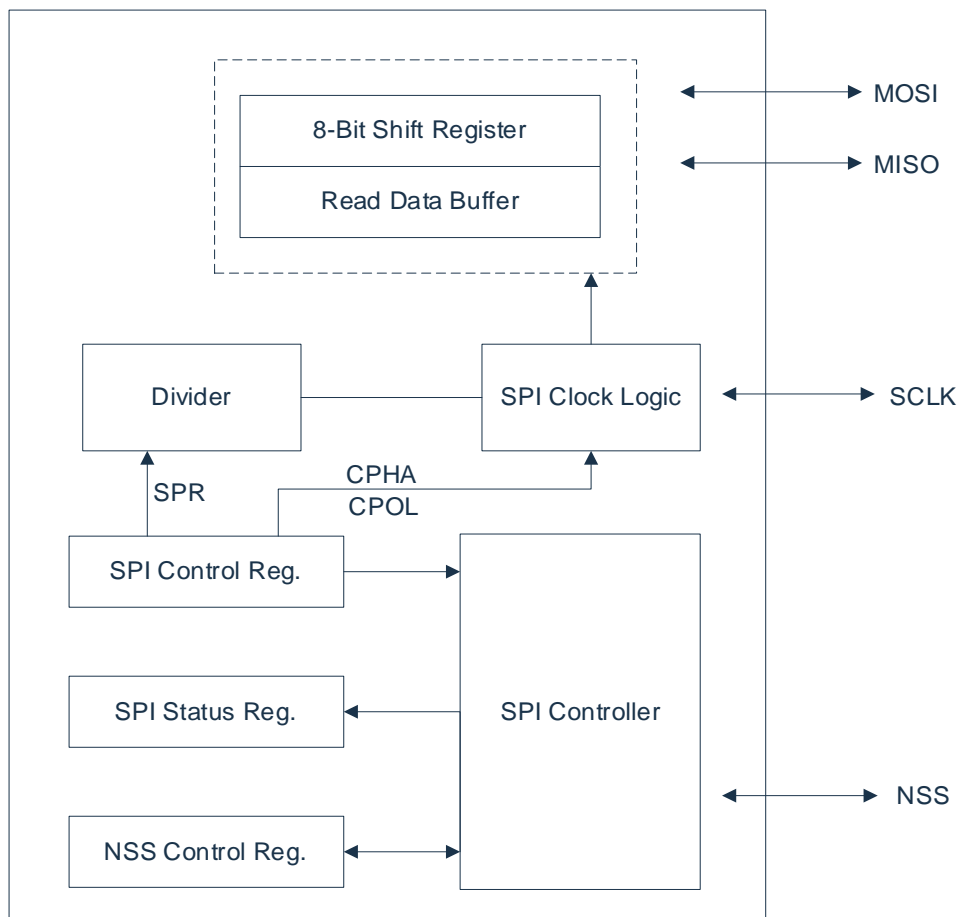 MOSI
8-Bit Shift Register
MISO
Read Data Buffer
Divider
SPI Clock Logic
SCLK
CPHA
SPR
CPOL
SPI Control Reg.
SPI Status Reg.
SPI Controller
NSS
NSS Control Reg.